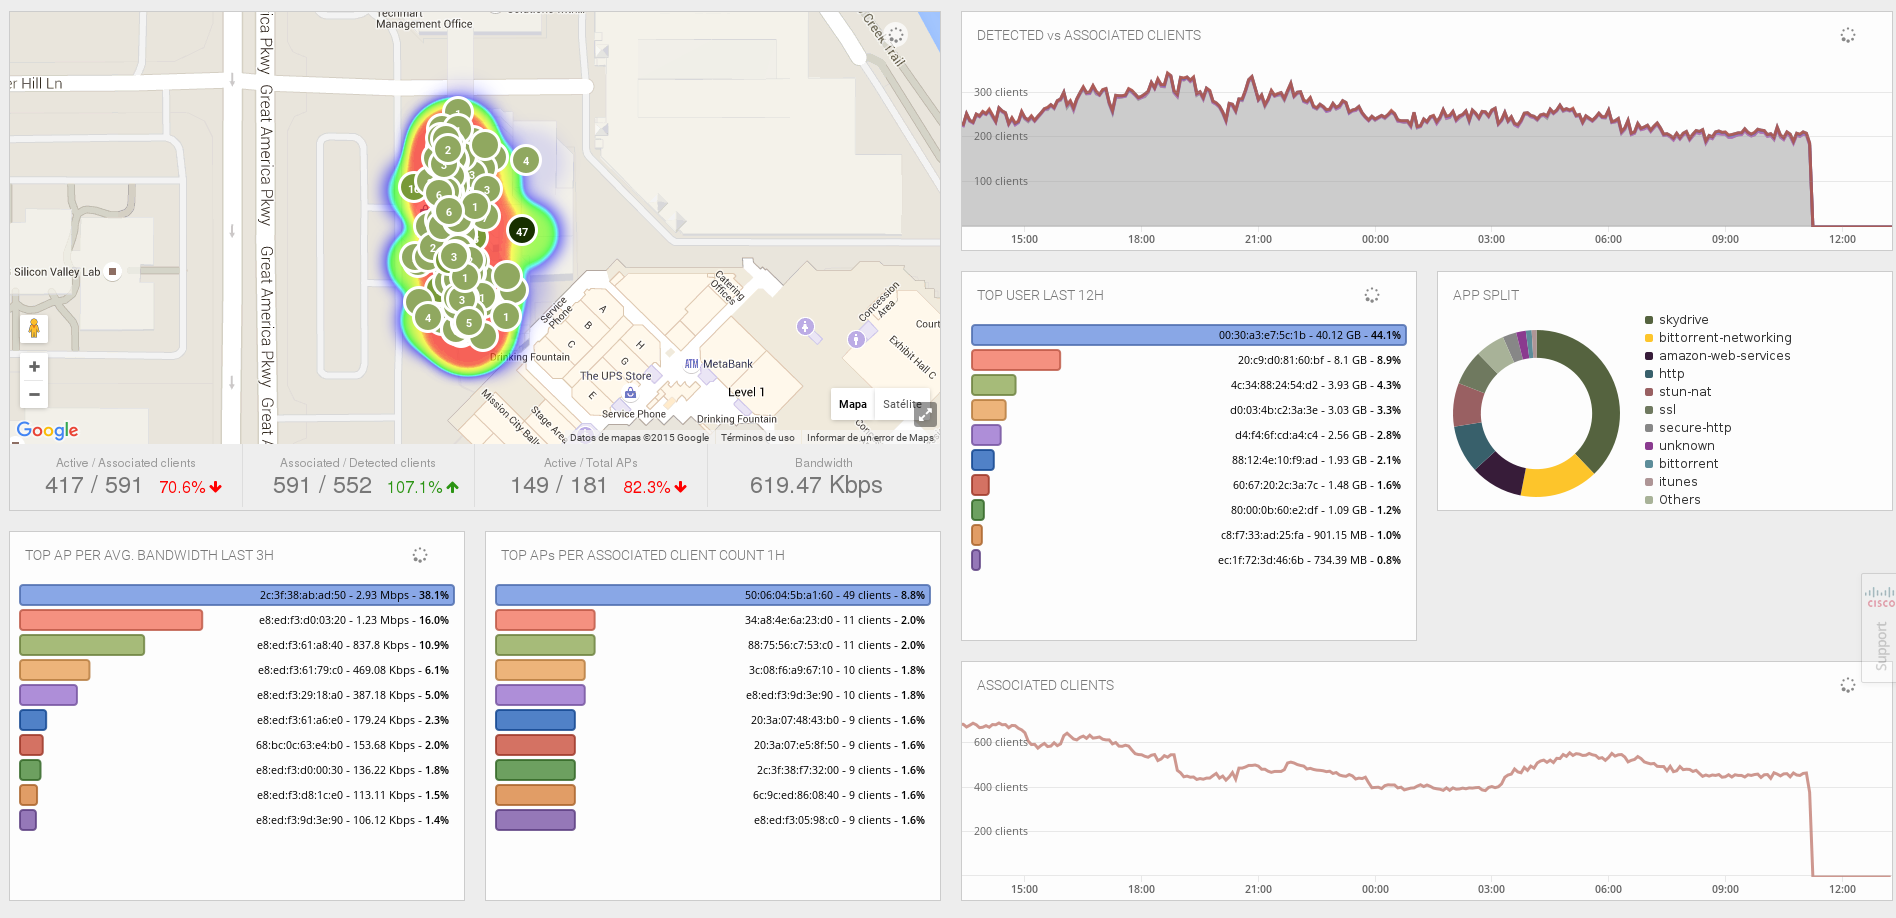 Techmart
Management Office
Creek Trail
er Hill Ln
ica Pkwy
Great America Pkwy
Great America Pkwy
Great A
Silicon Valley Lab
2
4
3
3
6
3
6
1
47
2
3
1
3
1
4
5
1
Service Phone
Catering Offices
Concession Area
A
B
C
H
G
E
Court
Exhibit Hall C
Drinking Fountain
ATM MetaBank
The UPS Store
Level 1
Mission City Ball
Stage Area
Service Phone
Drinking Fountain
+
−
Mapa
Satélite
Google
Datos de mapas ©2015 Google
Términos de uso
Informar de un error de Maps
Active / Associated clients
417 / 591 70.6%
Associated / Detected clients
591 / 552 107.1%
Active / Total APs
149 / 181 82.3%
Bandwidth
619.47 Kbps
DETECTED vs ASSOCIATED CLIENTS
300 clients
200 clients
100 clients
15:00 18:00 21:00 00:00 03:00 06:00 09:00 12:00
TOP USER LAST 12H
00:30:a3:e7:5c:1b - 40.12 GB - 44.1%
20:c9:d0:81:60:bf - 8.1 GB - 8.9%
4c:34:88:24:54:d2 - 3.93 GB - 4.3%
d0:03:4b:c2:3a:3e - 3.03 GB - 3.3%
d4:f4:6f:cd:a4:c4 - 2.56 GB - 2.8%
88:12:4e:10:f9:ad - 1.93 GB - 2.1%
60:67:20:2c:3a:7c - 1.48 GB - 1.6%
80:00:0b:60:e2:df - 1.09 GB - 1.2%
c8:f7:33:ad:25:fa - 901.15 MB - 1.0%
ec:1f:72:3d:46:6b - 734.39 MB - 0.8%
APP SPLIT
skydrive
bittorrent-networking
amazon-web-services
http
stun-nat
ssl
secure-http
unknown
bittorrent
itunes
Others
TOP AP PER AVG. BANDWIDTH LAST 3H
2c:3f:38:ab:ad:50 - 2.93 Mbps - 38.1%
e8:ed:f3:d0:03:20 - 1.23 Mbps - 16.0%
e8:ed:f3:61:a8:40 - 837.8 Kbps - 10.9%
e8:ed:f3:61:79:c0 - 469.08 Kbps - 6.1%
e8:ed:f3:29:18:a0 - 387.18 Kbps - 5.0%
e8:ed:f3:61:a6:e0 - 179.24 Kbps - 2.3%
68:bc:0c:63:e4:b0 - 153.68 Kbps - 2.0%
e8:ed:f3:d0:00:30 - 136.22 Kbps - 1.8%
e8:ed:f3:d8:1c:e0 - 113.11 Kbps - 1.5%
e8:ed:f3:9d:3e:90 - 106.12 Kbps - 1.4%
TOP APs PER ASSOCIATED CLIENT COUNT 1H
50:06:04:5b:a1:60 - 49 clients - 8.8%
34:a8:4e:6a:23:d0 - 11 clients - 2.0%
88:75:56:c7:53:c0 - 11 clients - 2.0%
3c:08:f6:a9:67:10 - 10 clients - 1.8%
e8:ed:f3:9d:3e:90 - 10 clients - 1.8%
20:3a:07:48:43:b0 - 9 clients - 1.6%
20:3a:07:e5:8f:50 - 9 clients - 1.6%
2c:3f:38:f7:32:00 - 9 clients - 1.6%
6c:9c:ed:86:08:40 - 9 clients - 1.6%
e8:ed:f3:05:98:c0 - 9 clients - 1.6%
ASSOCIATED CLIENTS
600 clients
400 clients
200 clients
15:00 18:00 21:00 00:00 03:00 06:00 09:00 12:00
CISCO
Support